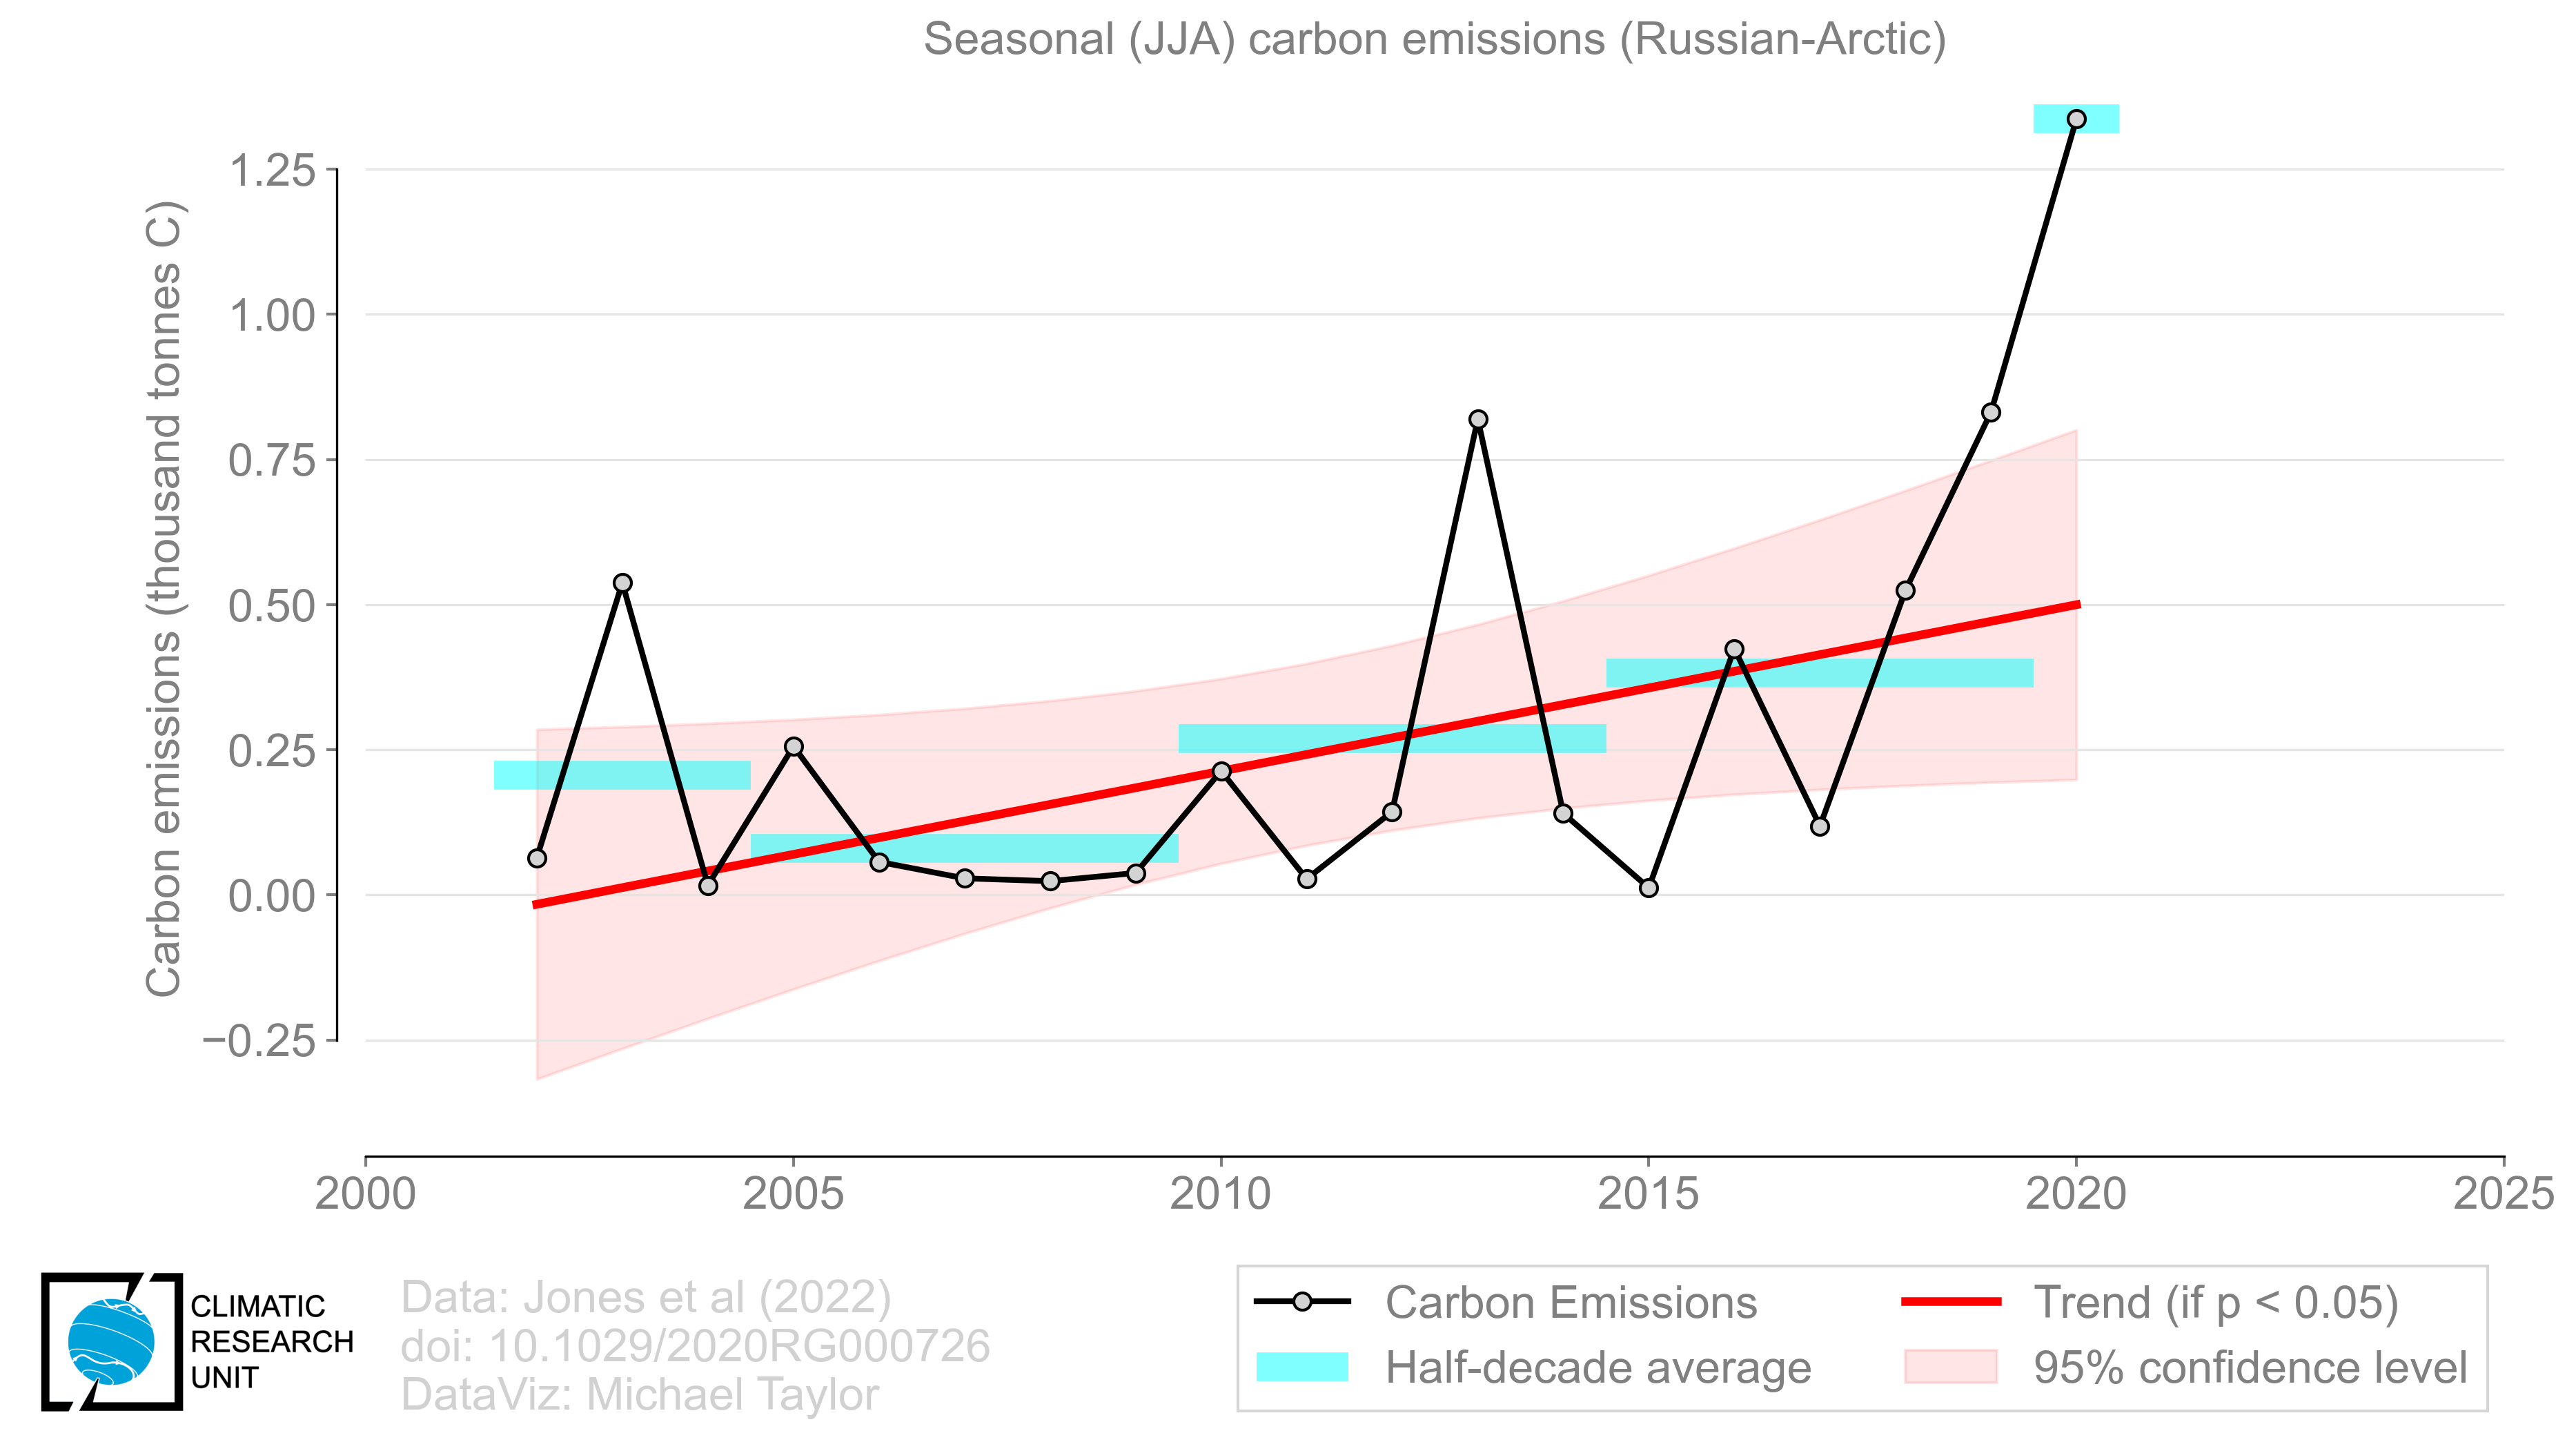 Seasonal (JJA) carbon emissions (Russian-Arctic)
Carbon emissions (thousand tonnes C)
1.25
1.00
0.75
0.50
0.25
0.00
−0.25
2000 2005 2010 2015 2020 2025
CLIMATIC
RESEARCH
UNIT
Data: Jones et al (2022)
doi: 10.1029/2020RG000726
DataViz: Michael Taylor
Carbon Emissions
Half-decade average
Trend (if p < 0.05)
95% confidence level